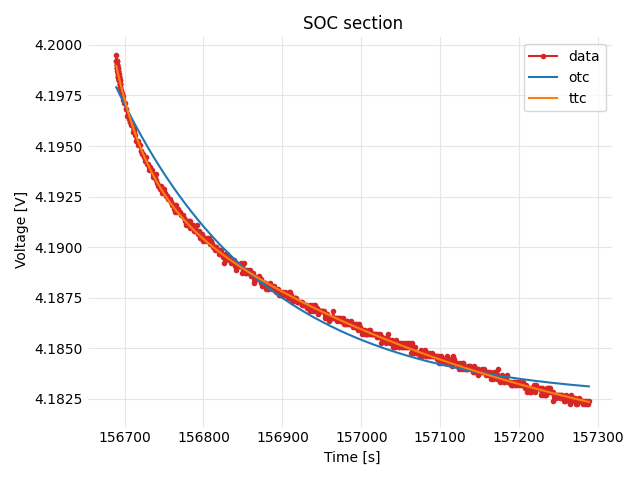 SOC section
4.2000
4.1975
4.1950
4.1925
4.1900
4.1875
4.1850
4.1825
Voltage [V]
data
otc
ttc
156700 156800 156900 157000 157100 157200 157300
Time [s]